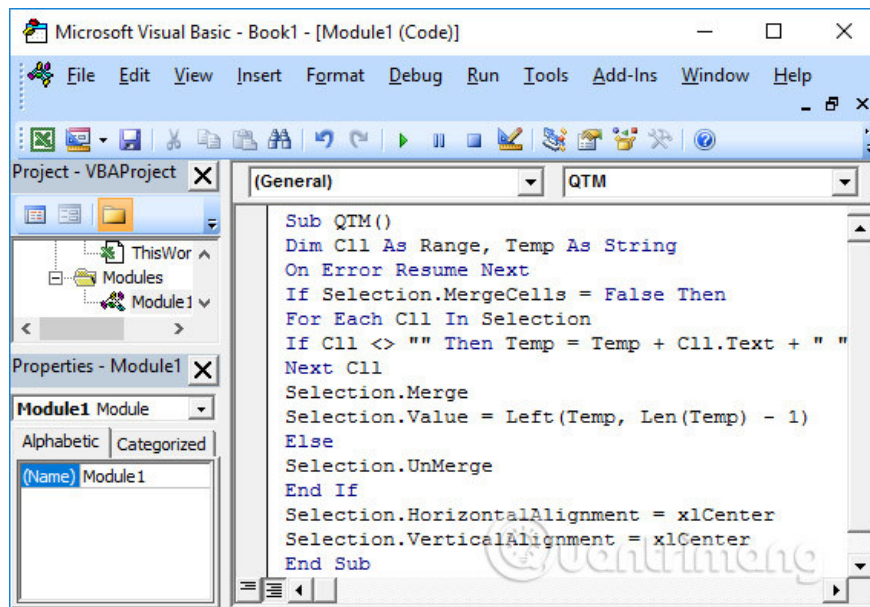 Microsoft Visual Basic - Book1 - [Module1 (Code)]
File Edit View Insert Format Debug Run Tools Add-Ins Window Help
Project - VBAProject
ThisWor
Modules
Module1
Properties - Module1
Module1 Module
Alphabetic Categorized
(Name) Module1
(General) QTM
Sub QTM()
Dim Cll As Range, Temp As String
On Error Resume Next
If Selection.MergeCells = False Then
For Each Cll In Selection
If Cll <> "" Then Temp = Temp + Cll.Text + " "
Next Cll
Selection.Merge
Selection.Value = Left(Temp, Len(Temp) - 1)
Else
Selection.UnMerge
End If
Selection.HorizontalAlignment = xlCenter
Selection.VerticalAlignment = xlCenter
End Sub
Quantrimang